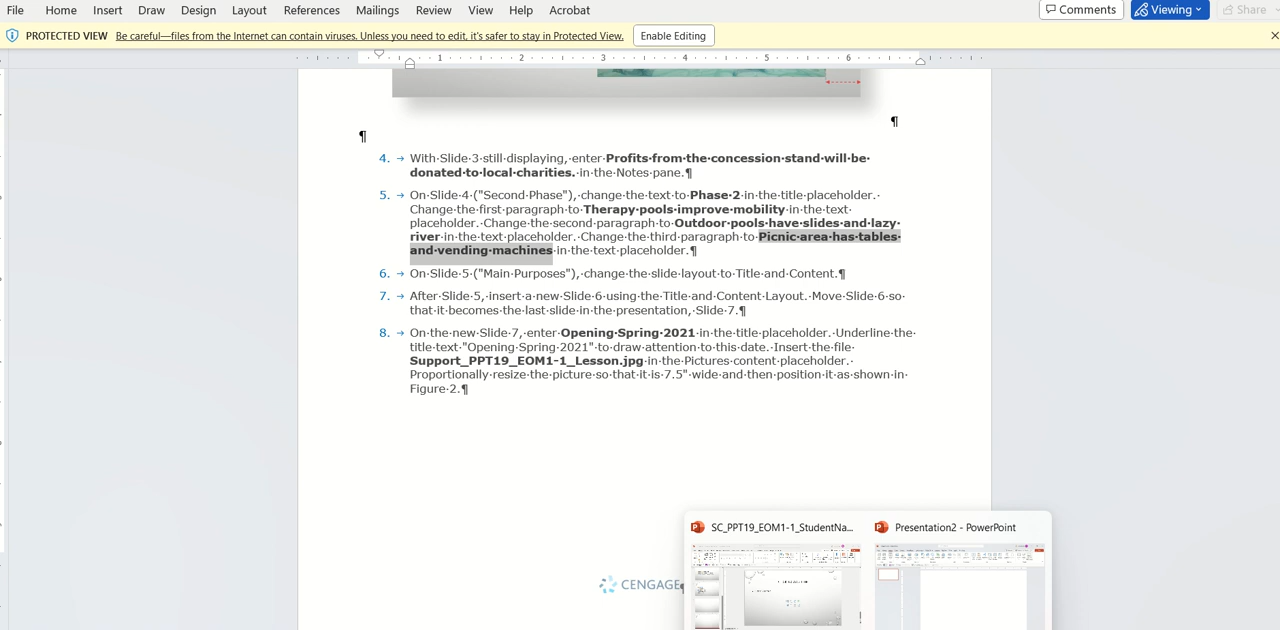 File Home Insert Draw Design Layout References Mailings Review View Help Acrobat Comments Viewing Share
PROTECTED VIEW Be careful—files from the Internet can contain viruses. Unless you need to edit, it's safer to stay in Protected View. Enable Editing
1 2 3 4 5 6
4. With Slide 3 still displaying, enter Profits from the concession stand will be
donated to local charities. in the Notes pane.¶
5. On Slide 4 ("Second Phase"), change the text to Phase 2 in the title placeholder.
Change the first paragraph to Therapy pools improve mobility in the text
placeholder. Change the second paragraph to Outdoor pools have slides and lazy
river in the text placeholder. Change the third paragraph to Picnic area has tables
and vending machines in the text placeholder.¶
6. On Slide 5 ("Main Purposes"), change the slide layout to Title and Content.¶
7. After Slide 5, insert a new Slide 6 using the Title and Content Layout. Move Slide 6 so
that it becomes the last slide in the presentation, Slide 7.¶
8. On the new Slide 7, enter Opening Spring 2021 in the title placeholder. Underline the
title text "Opening Spring 2021" to draw attention to this date. Insert the file
Support_PPT19_EOM1-1_Lesson.jpg in the Pictures content placeholder.
Proportionally resize the picture so that it is 7.5" wide and then position it as shown in
Figure 2.¶
SC_PPT19_EOM1-1_StudentNa... Presentation2 - PowerPoint
CENGAGE